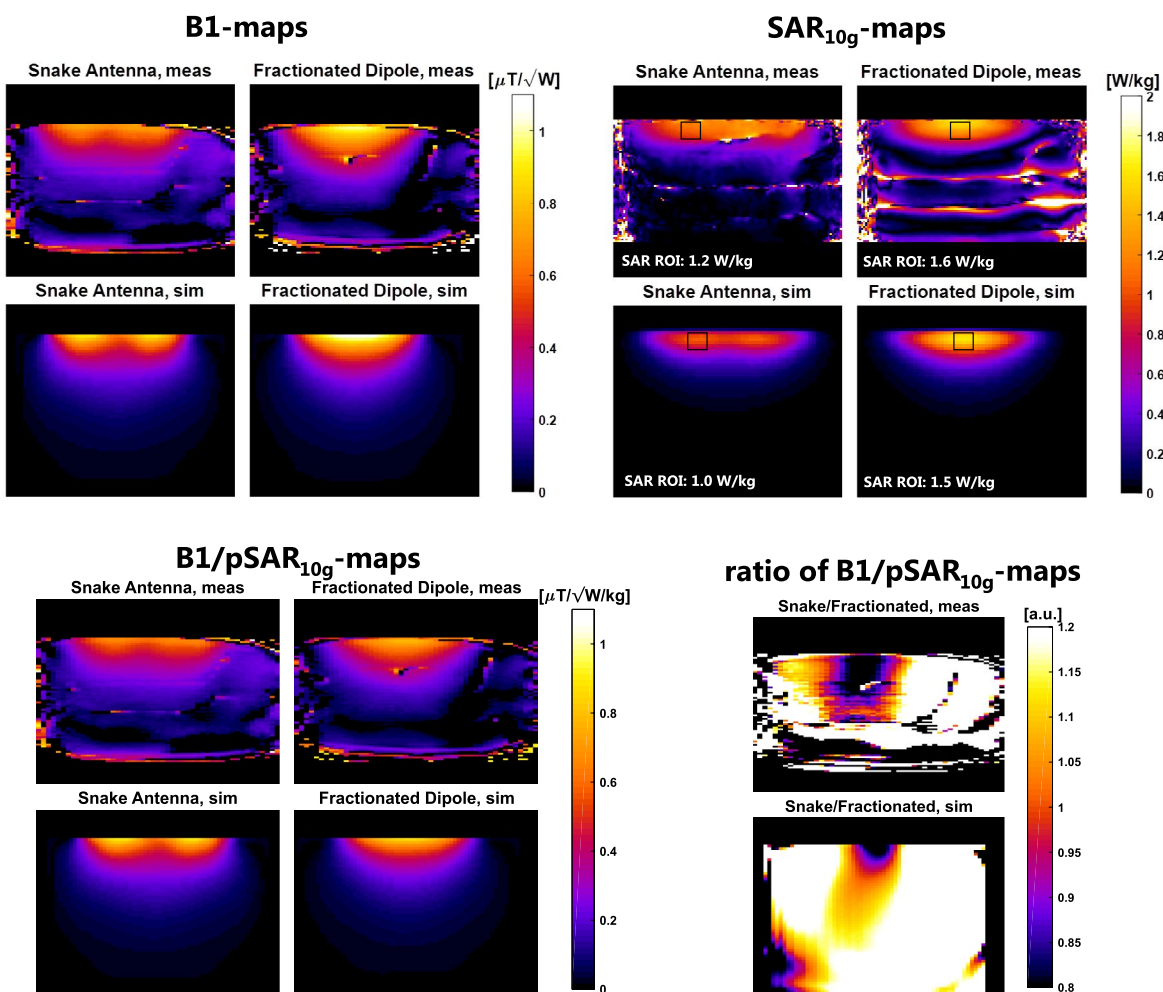 B1-maps
Snake Antenna, meas
Fractionated Dipole, meas
[μT/√W]
1
0.8
0.6
0.4
0.2
0
Snake Antenna, sim
Fractionated Dipole, sim
SAR10g-maps
Snake Antenna, meas
Fractionated Dipole, meas
[W/kg]
2
1.8
1.6
1.4
1.2
1
0.8
0.6
0.4
0.2
0
SAR ROI: 1.2 W/kg
SAR ROI: 1.6 W/kg
Snake Antenna, sim
Fractionated Dipole, sim
SAR ROI: 1.0 W/kg
SAR ROI: 1.5 W/kg
B1/pSAR10g-maps
Snake Antenna, meas
Fractionated Dipole, meas
[μT/√W/kg]
1
0.8
0.6
0.4
0.2
0
Snake Antenna, sim
Fractionated Dipole, sim
ratio of B1/pSAR10g-maps
Snake/Fractionated, meas
[a.u.]
1.2
1.15
1.1
1.05
1
0.95
0.9
0.85
0.8
Snake/Fractionated, sim